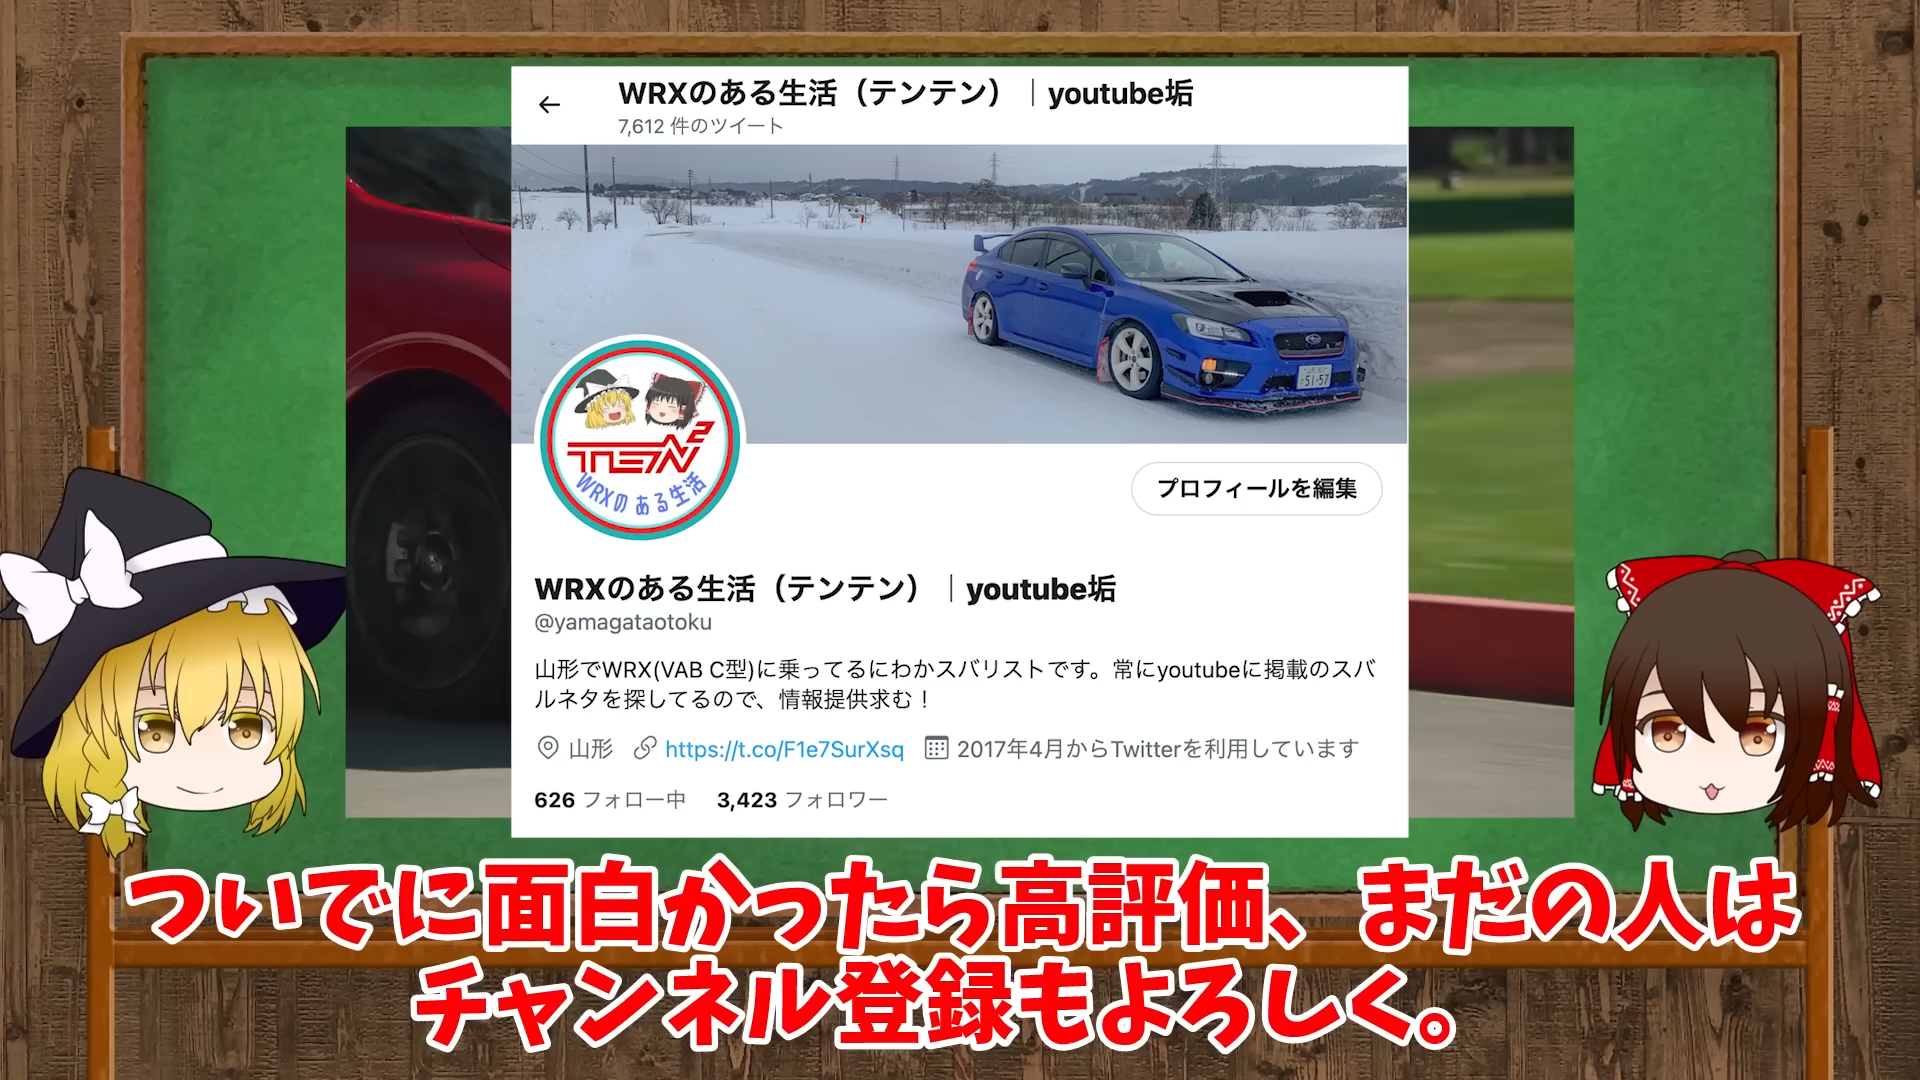 WRXのある生活（テンテン）｜youtube垢
7,612 件のツイート
51-57
TEN2
WRXの ある生活
プロフィールを編集
WRXのある生活（テンテン）｜youtube垢
@yamagataotoku
山形でWRX(VAB C型)に乗ってるにわかスバリストです。常にyoutubeに掲載のスバ
ルネタを探してるので、情報提供求む！
山形 https://t.co/F1e7SurXsq 2017年4月からTwitterを利用しています
626 フォロー中 3,423 フォロワー
ついでに面白かったら高評価、まだの人は
チャンネル登録もよろしく。